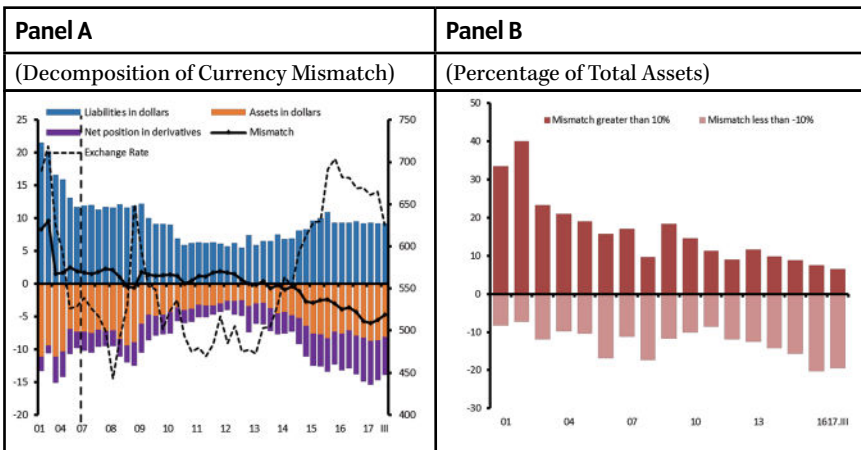 Panel A
Panel B
(Decomposition of Currency Mismatch)
(Percentage of Total Assets)
Liabilities in dollars
Assets in dollars
Net position in derivatives
Mismatch
Exchange Rate
25
20
15
10
5
0
-5
-10
-15
-20
750
700
650
600
550
500
450
400
01 04 07 08 09 10 11 12 13 14 15 16 17 III
Mismatch greater than 10%
Mismatch less than -10%
50
40
30
20
10
0
-10
-20
-30
01 04 07 10 13 1617.III